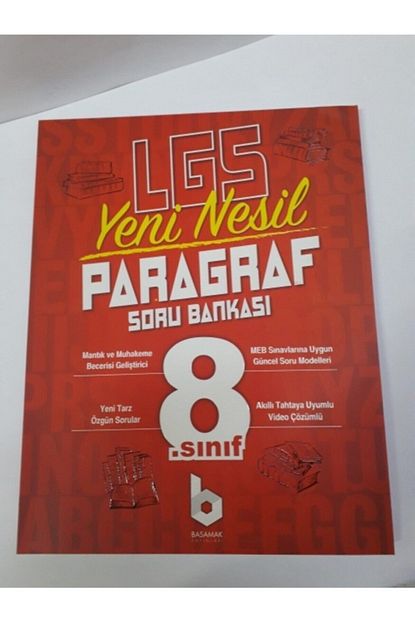 LGS
Yeni Nesil
PARAGRAF
SORU BANKASI
Mantık ve Muhakeme
Becerisi Geliştirici
MEB Sınavlarına Uygun
Güncel Soru Modelleri
8
.sınıf
Yeni Tarz
Özgün Sorular
Akıllı Tahtaya Uyumlu
Video Çözümlü
b
BASAMAK
YAYINLARI